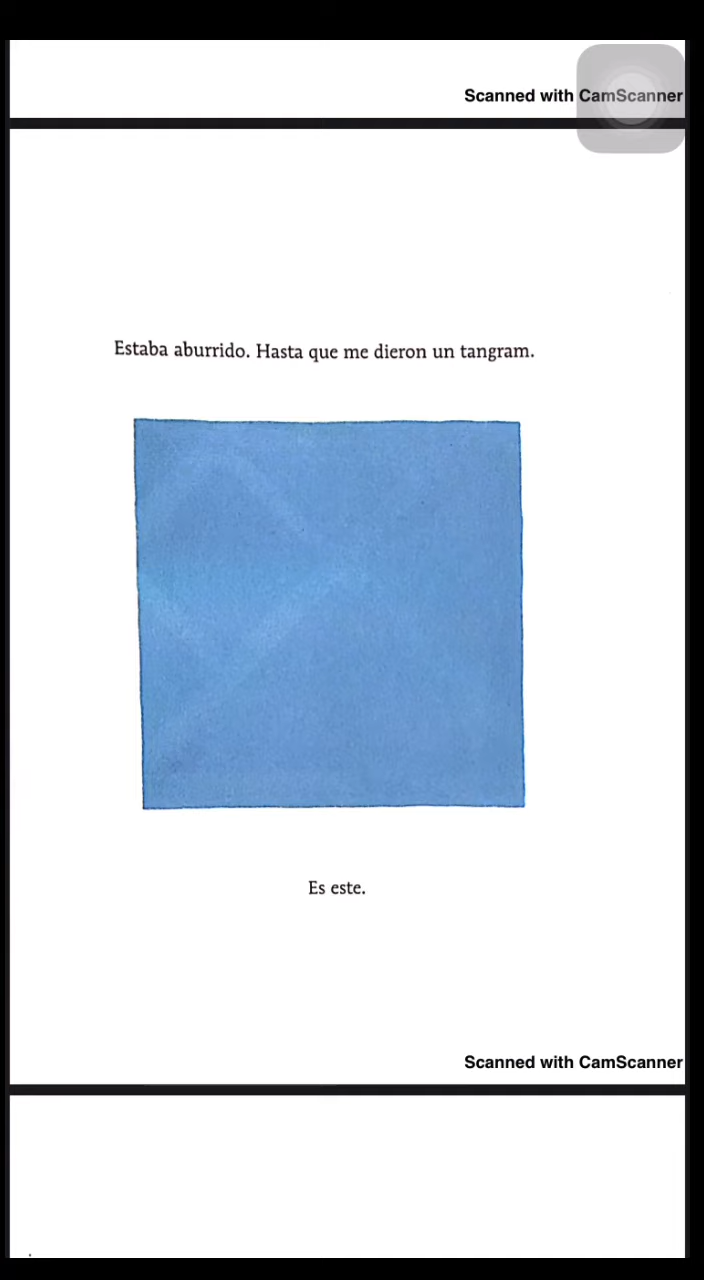 Scanned with CamScanner
Estaba aburrido. Hasta que me dieron un tangram.
Es este.
Scanned with CamScanner